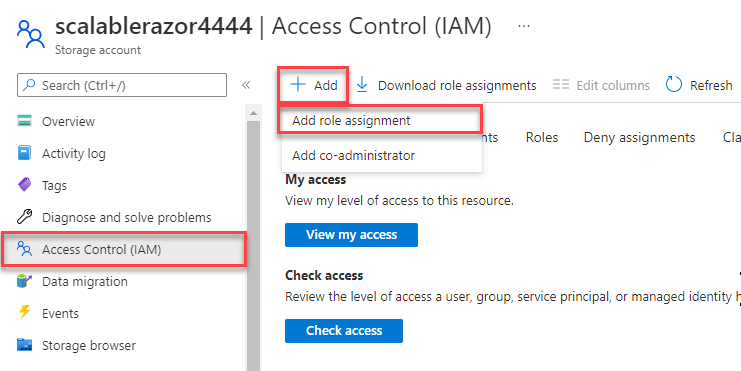 scalablerazor4444 | Access Control (IAM) ...
Storage account
Search (Ctrl+/)
«
Add
Download role assignments
Edit columns
Refresh
Add role assignment
Add co-administrator
Roles
Deny assignments
Overview
Activity log
Tags
Diagnose and solve problems
Access Control (IAM)
Data migration
Events
Storage browser
My access
View my level of access to this resource.
View my access
Check access
Review the level of access a user, group, service principal, or managed identity
Check access